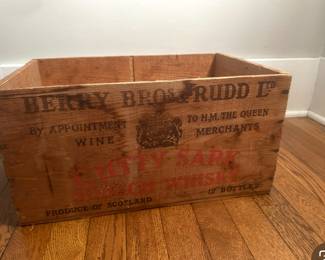 BERRY BROS & RUDD LTD
BY APPOINTMENT TO H.M. THE QUEEN
WINE MERCHANTS
CUTTY SARK
SCOTCH WHISKY
PRODUCE OF SCOTLAND 12 BOTTLES